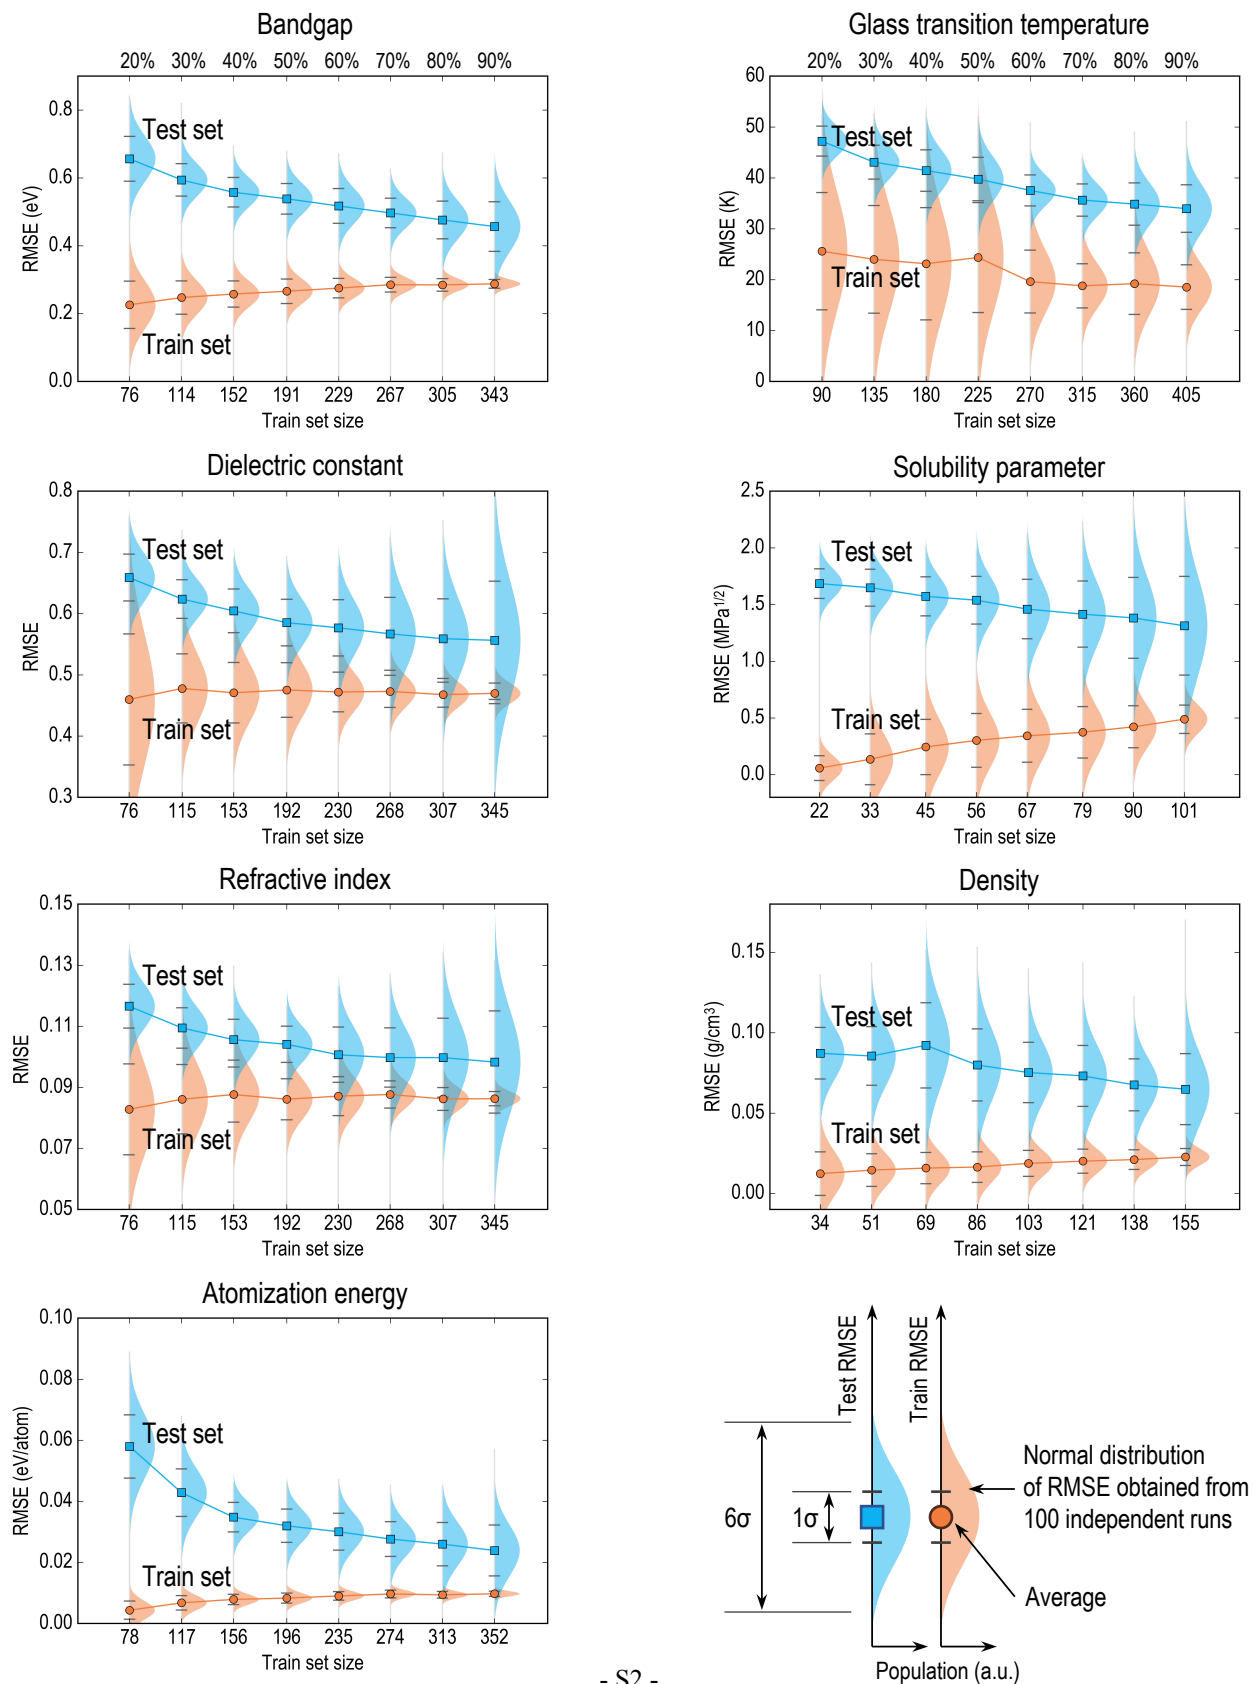 Bandgap
20% 30% 40% 50% 60% 70% 80% 90%
0.8
0.6
0.4
0.2
0.0
RMSE (eV)
Test set
Train set
76 114 152 191 229 267 305 343
Train set size
Glass transition temperature
20% 30% 40% 50% 60% 70% 80% 90%
60
50
40
30
20
10
0
RMSE (K)
Test set
Train set
90 135 180 225 270 315 360 405
Train set size
Dielectric constant
0.8
0.7
0.6
0.5
0.4
0.3
RMSE
Test set
Train set
76 115 153 192 230 268 307 345
Train set size
Solubility parameter
2.5
2.0
1.5
1.0
0.5
0.0
RMSE (MPa¹ᐟ²)
Test set
Train set
22 33 45 56 67 79 90 101
Train set size
Refractive index
0.15
0.13
0.11
0.09
0.07
0.05
RMSE
Test set
Train set
76 115 153 192 230 268 307 345
Train set size
Density
0.15
0.10
0.05
0.00
RMSE (g/cm³)
Test set
Train set
34 51 69 86 103 121 138 155
Train set size
Atomization energy
0.10
0.08
0.06
0.04
0.02
0.00
RMSE (eV/atom)
Test set
Train set
78 117 156 196 235 274 313 352
Train set size
Test RMSE
Train RMSE
6σ
1σ
Normal distribution
of RMSE obtained from
100 independent runs
Average
Population (a.u.)
- S2 -